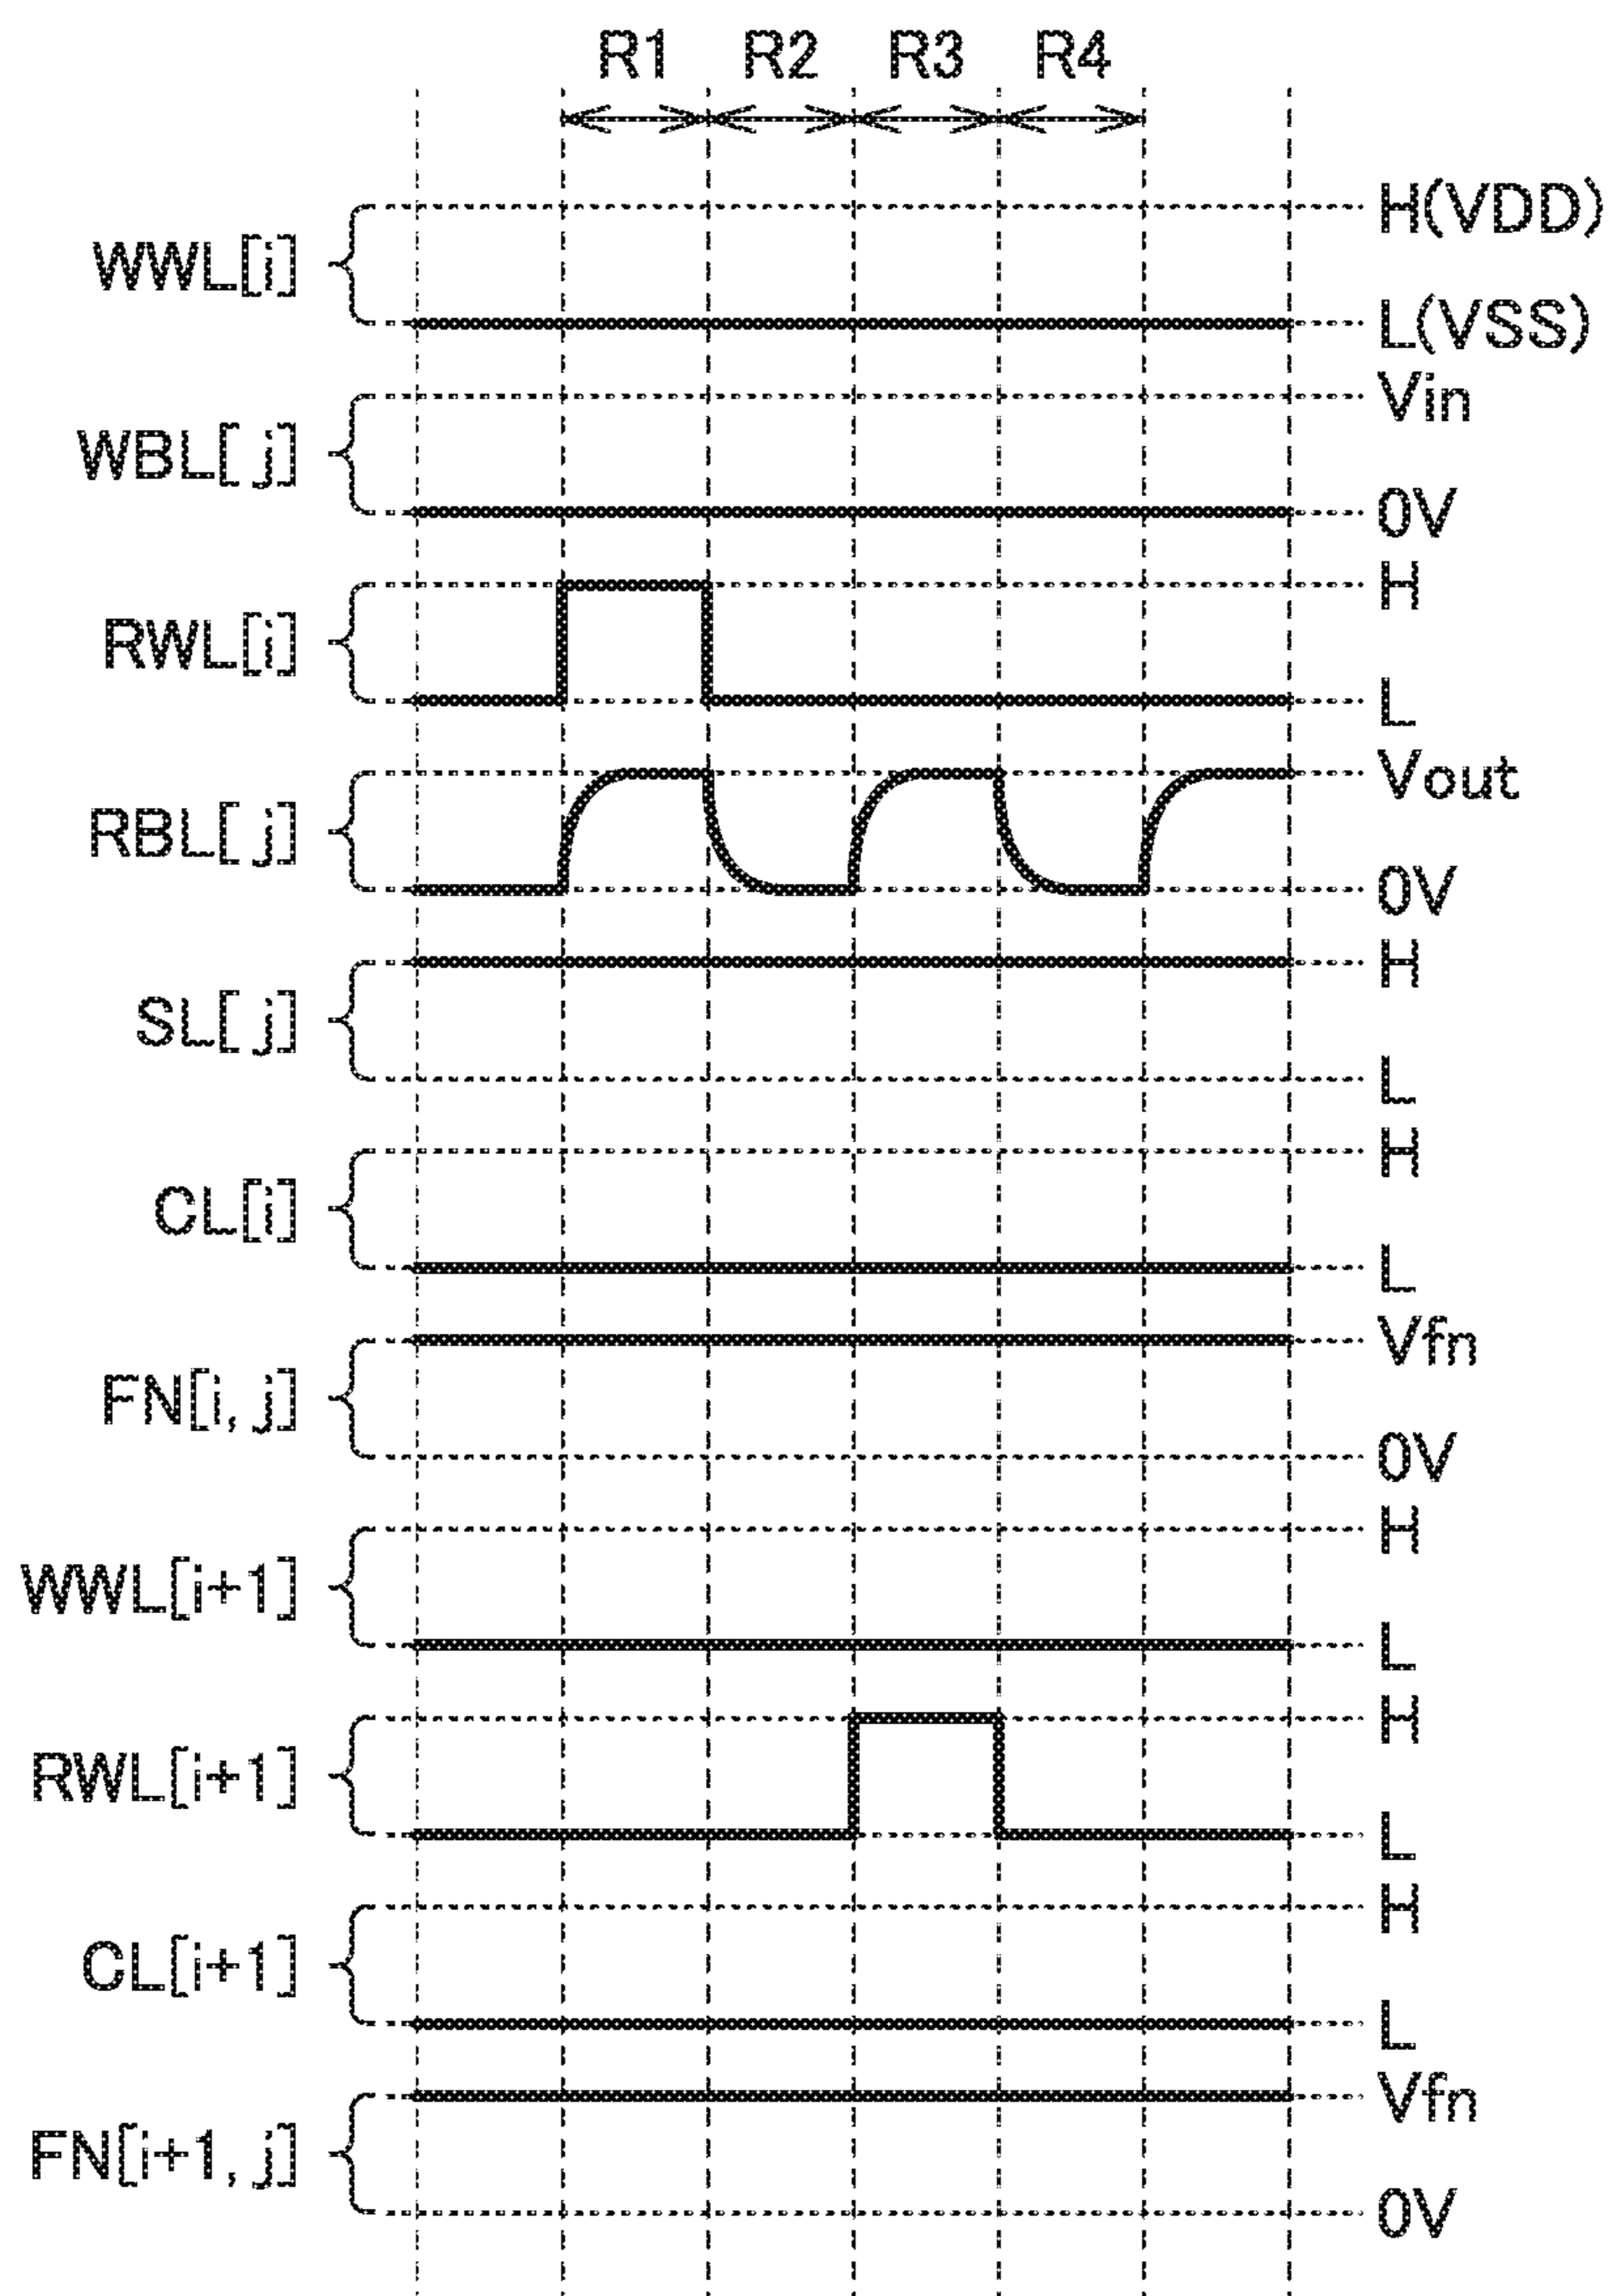 R1 R2 R3 R4
H(VDD)
WWL[i]
L(VSS)
Vin
WBL[j]
0V
H
RWL[i]
L
Vout
RBL[j]
0V
H
SL[j]
L
H
CL[i]
L
Vfn
FN[i, j]
0V
H
WWL[i+1]
L
H
RWL[i+1]
L
H
CL[i+1]
L
Vfn
FN[i+1, j]
0V